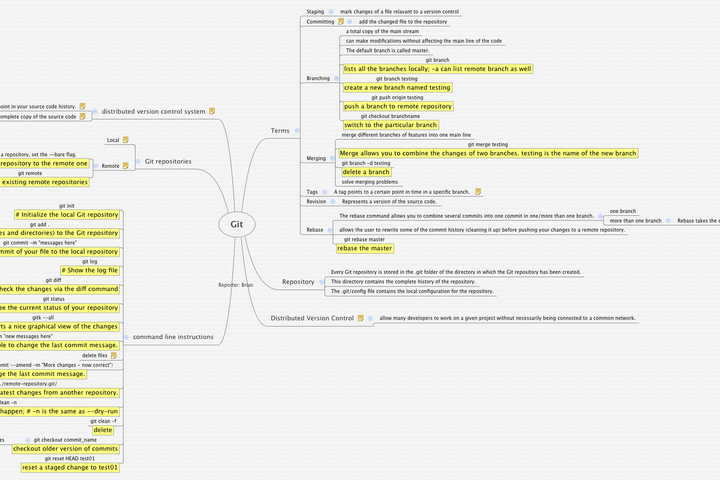 point in your source code history.
complete copy of the source code
distributed version control system
Local
a repository, set the --bare flag.
repository to the remote one
git remote
existing remote repositories
Remote
Git repositories
git init
# Initialize the local Git repository
git add .
es and directories) to the Git repository
git commit -m "messages here"
mmit of your file to the local repository
git log
# Show the log file
git diff
heck the changes via the diff command
git status
ee the current status of your repository
gitk --all
rts a nice graphical view of the changes
m "new messages here"
le to change the last commit message.
delete files
mmit --amend -m "More changes - now correct")
ge the last commit message.
./remote-repository.git/
atest changes from another repository.
lean -n
happen; # -n is the same as --dry-run
git clean -f
delete
es
git checkout commit_name
checkout older version of commits
git reset HEAD test01
reset a staged change to test01
command line instructions
Git
Reporter: Brian
Terms
Staging
mark changes of a file relavant to a version control
Committing
add the changed file to the repository
Branching
a total copy of the main stream
can make modifications without affecting the main line of the code
The default branch is called master.
git branch
lists all the branches locally; -a can list remote branch as well
git branch testing
create a new branch named testing
git push origin testing
push a branch to remote repository
git checkout branchname
switch to the particular branch
Merging
merge different branches of features into one main line
git merge testing
Merge allows you to combine the changes of two branches. testing is the name of the new branch
git branch -d testing
delete a branch
solve merging problems
Tags
A tag points to a certain point in time in a specific branch.
Revision
Represents a version of the source code.
Rebase
The rebase command allows you to combine several commits into one commit in one/more than one branch.
one branch
more than one branch
Rebase takes the c
allows the user to rewrite some of the commit history (cleaning it up) before pushing your changes to a remote repository.
git rebase master
rebase the master
Repository
Every Git repository is stored in the .git folder of the directory in which the Git repository has been created.
This directory contains the complete history of the repository.
The .git/config file contains the local configuration for the repository.
Distributed Version Control
allow many developers to work on a given project without necessarily being connected to a common network.